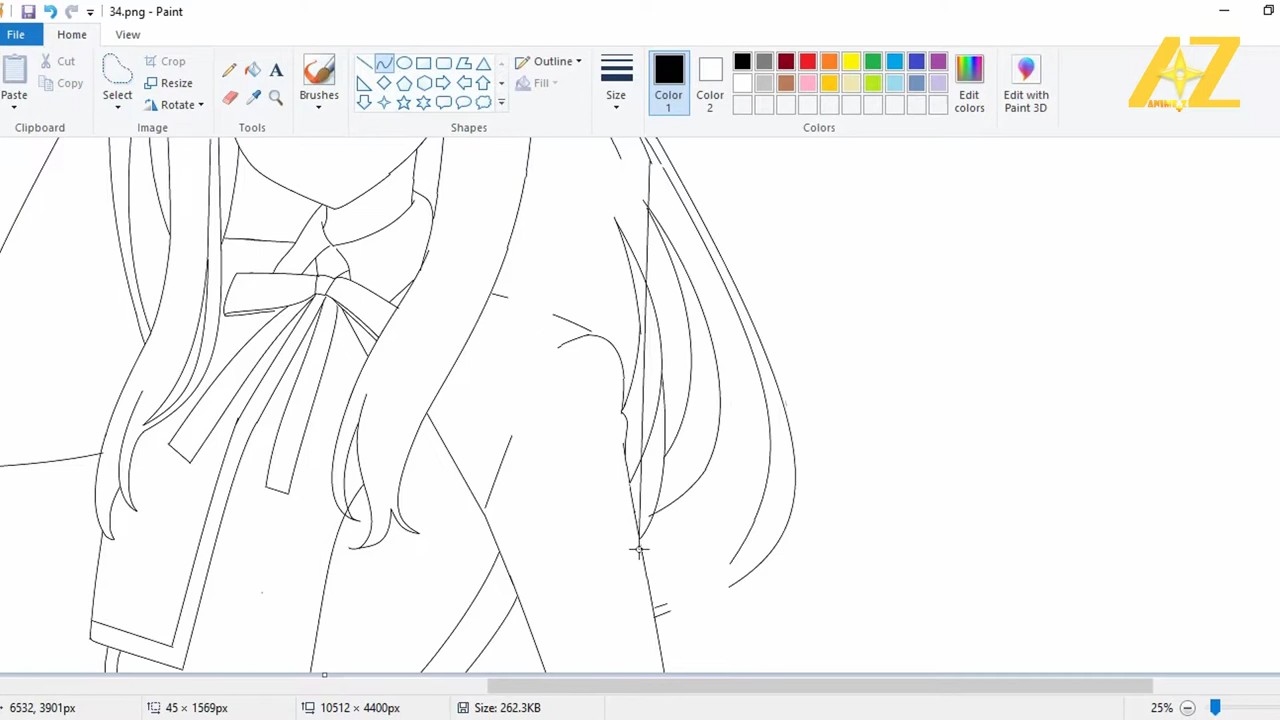 34.png - Paint
File
Home
View
Paste
Cut
Copy
Clipboard
Select
Crop
Resize
Rotate
Image
A
Tools
Brushes
Outline
Fill
Shapes
Size
Color 1
Color 2
Edit colors
Colors
Edit with Paint 3D
AZ
6532, 3901px
45 × 1569px
10512 × 4400px
Size: 262.3KB
25%